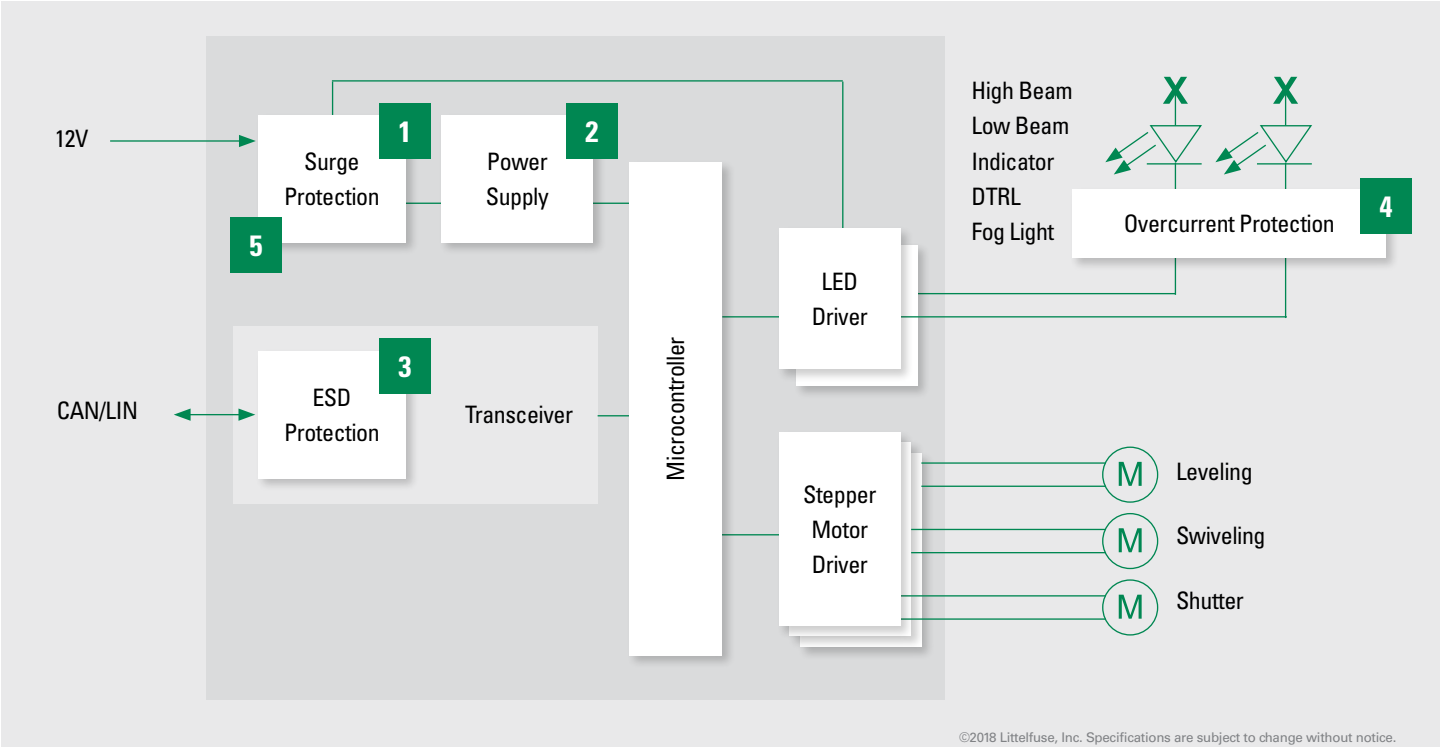 12V
Surge
Protection
1
5
Power
Supply
2
CAN/LIN
ESD
Protection
3
Transceiver
Microcontroller
LED
Driver
Stepper
Motor
Driver
High Beam
Low Beam
Indicator
DTRL
Fog Light
X
X
Overcurrent Protection
4
M
Leveling
M
Swiveling
M
Shutter
©2018 Littelfuse, Inc. Specifications are subject to change without notice.